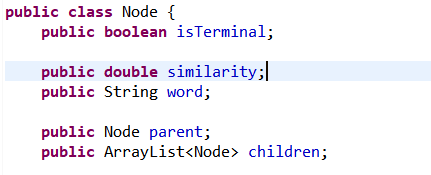 public class Node {
    public boolean isTerminal;
    public double similarity;
    public String word;
    public Node parent;
    public ArrayList<Node> children;